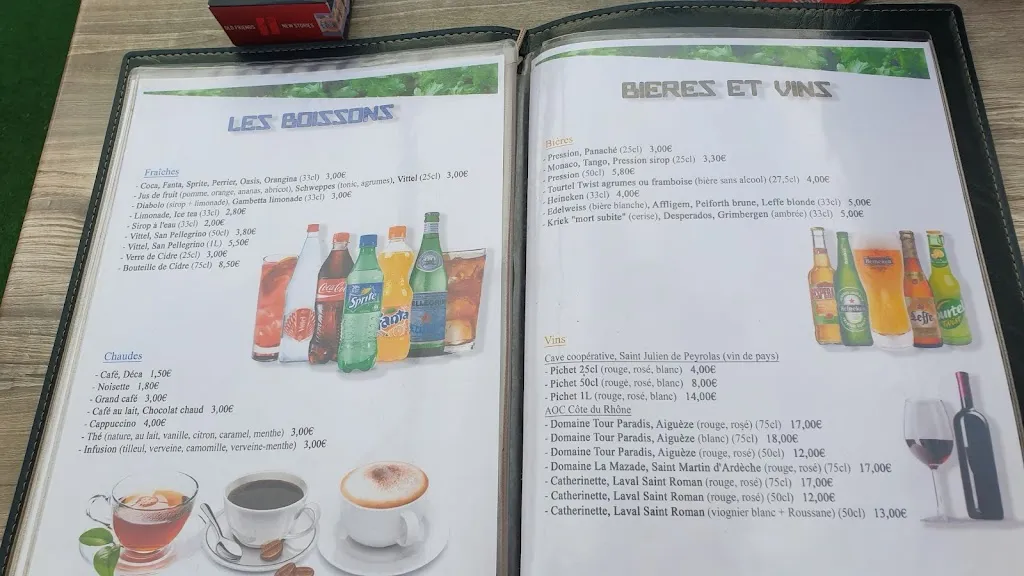 OLD FRIENDS NEW STORIES
LES BOISSONS
Fraîches
- Coca, Fanta, Sprite, Perrier, Oasis, Orangina (33cl) 3,00€
- Jus de fruit (pomme, orange, ananas, abricot), Schweppes (tonic, agrumes), Vittel (25cl) 3,00€
- Diabolo (sirop + limonade), Gambetta limonade (33cl) 3,00€
- Limonade, Ice tea (33cl) 2,80€
- Sirop à l'eau (33cl) 2,00€
- Vittel, San Pellegrino (50cl) 3,80€
- Vittel, San Pellegrino (1L) 5,50€
- Verre de Cidre (25cl) 3,00€
- Bouteille de Cidre (75cl) 8,50€
Coca-Cola
Sprite
Fanta
Chaudes
- Café, Déca 1,50€
- Noisette 1,80€
- Grand café 3,00€
- Café au lait, Chocolat chaud 3,00€
- Cappuccino 4,00€
- Thé (nature, au lait, vanille, citron, caramel, menthe) 3,00€
- Infusion (tilleul, verveine, camomille, verveine-menthe) 3,00€
BIERES ET VINS
Bières
- Pression, Panaché (25cl) 3,00€
- Monaco, Tango, Pression sirop (25cl) 3,30€
- Pression (50cl) 5,80€
- Tourtel Twist agrumes ou framboise (bière sans alcool) (27,5cl) 4,00€
- Heineken (33cl) 4,00€
- Edelweiss (bière blanche), Affligem, Pelforth brune, Leffe blonde (33cl) 5,00€
- Kriek "mort subite" (cerise), Desperados, Grimbergen (ambrée) (33cl) 5,00€
Heineken
Leffe
Vins
Cave coopérative, Saint Julien de Peyrolas (vin de pays)
- Pichet 25cl (rouge, rosé, blanc) 4,00€
- Pichet 50cl (rouge, rosé, blanc) 8,00€
- Pichet 1L (rouge, rosé, blanc) 14,00€
AOC Côte du Rhône
- Domaine Tour Paradis, Aiguèze (rouge, rosé) (75cl) 17,00€
- Domaine Tour Paradis, Aiguèze (blanc) (75cl) 18,00€
- Domaine Tour Paradis, Aiguèze (rouge, rosé) (50cl) 12,00€
- Domaine La Mazade, Saint Martin d'Ardèche (rouge, rosé) (75cl) 17,00€
- Catherinette, Laval Saint Roman (rouge, rosé) (75cl) 17,00€
- Catherinette, Laval Saint Roman (rouge, rosé) (50cl) 12,00€
- Catherinette, Laval Saint Roman (viognier blanc + Roussane) (50cl) 13,00€